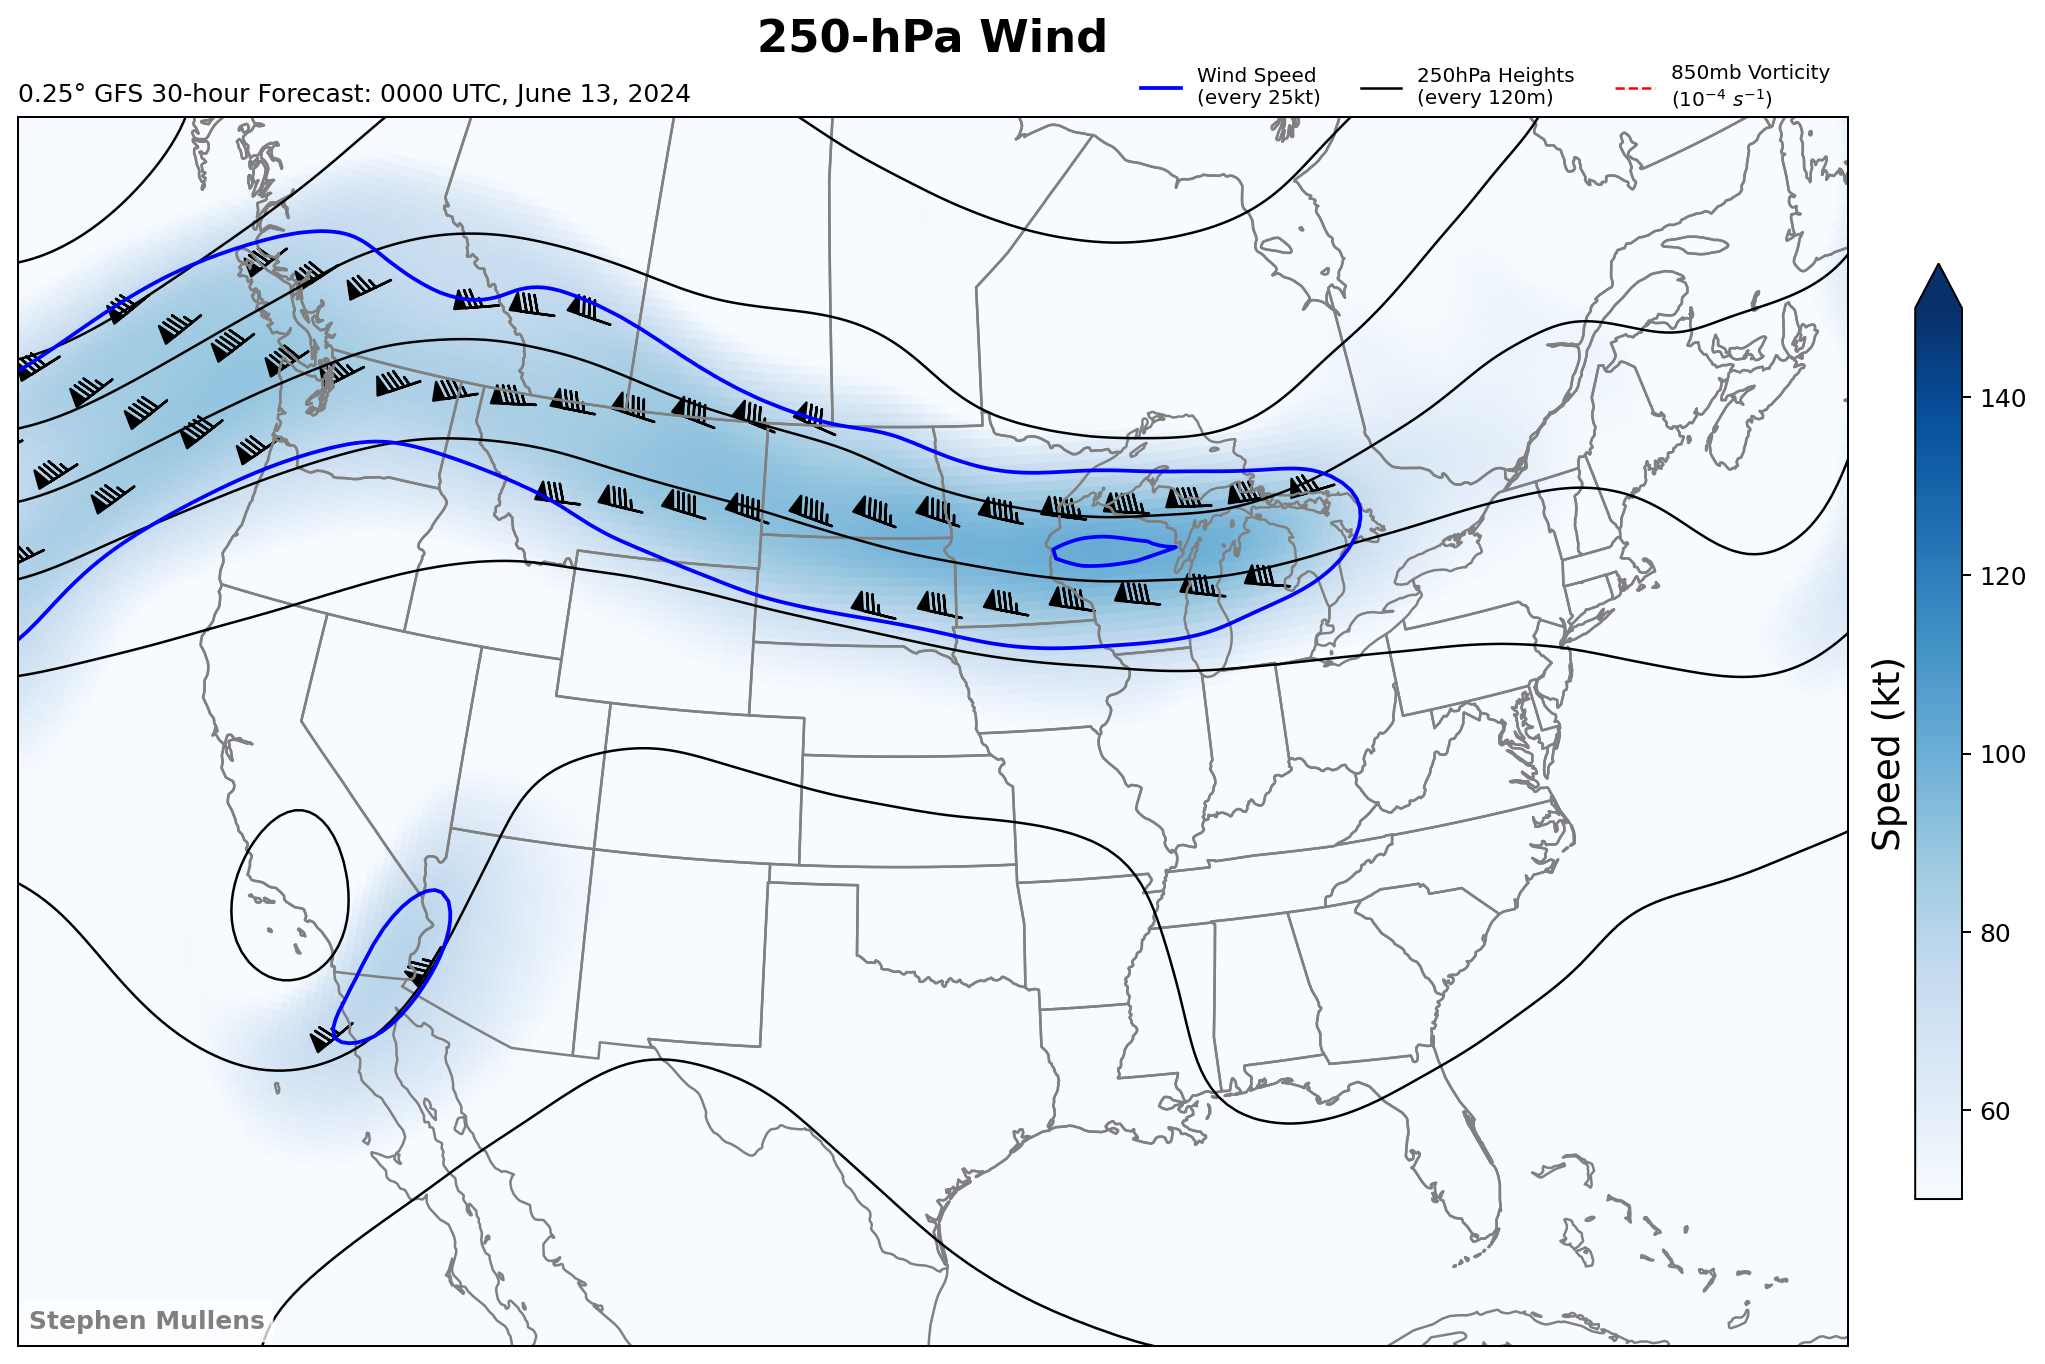 250-hPa Wind
0.25° GFS 30-hour Forecast: 0000 UTC, June 13, 2024
Wind Speed
(every 25kt)
250hPa Heights
(every 120m)
850mb Vorticity
(10⁻⁴ s⁻¹)
140
120
100
80
60
Speed (kt)
Stephen Mullens